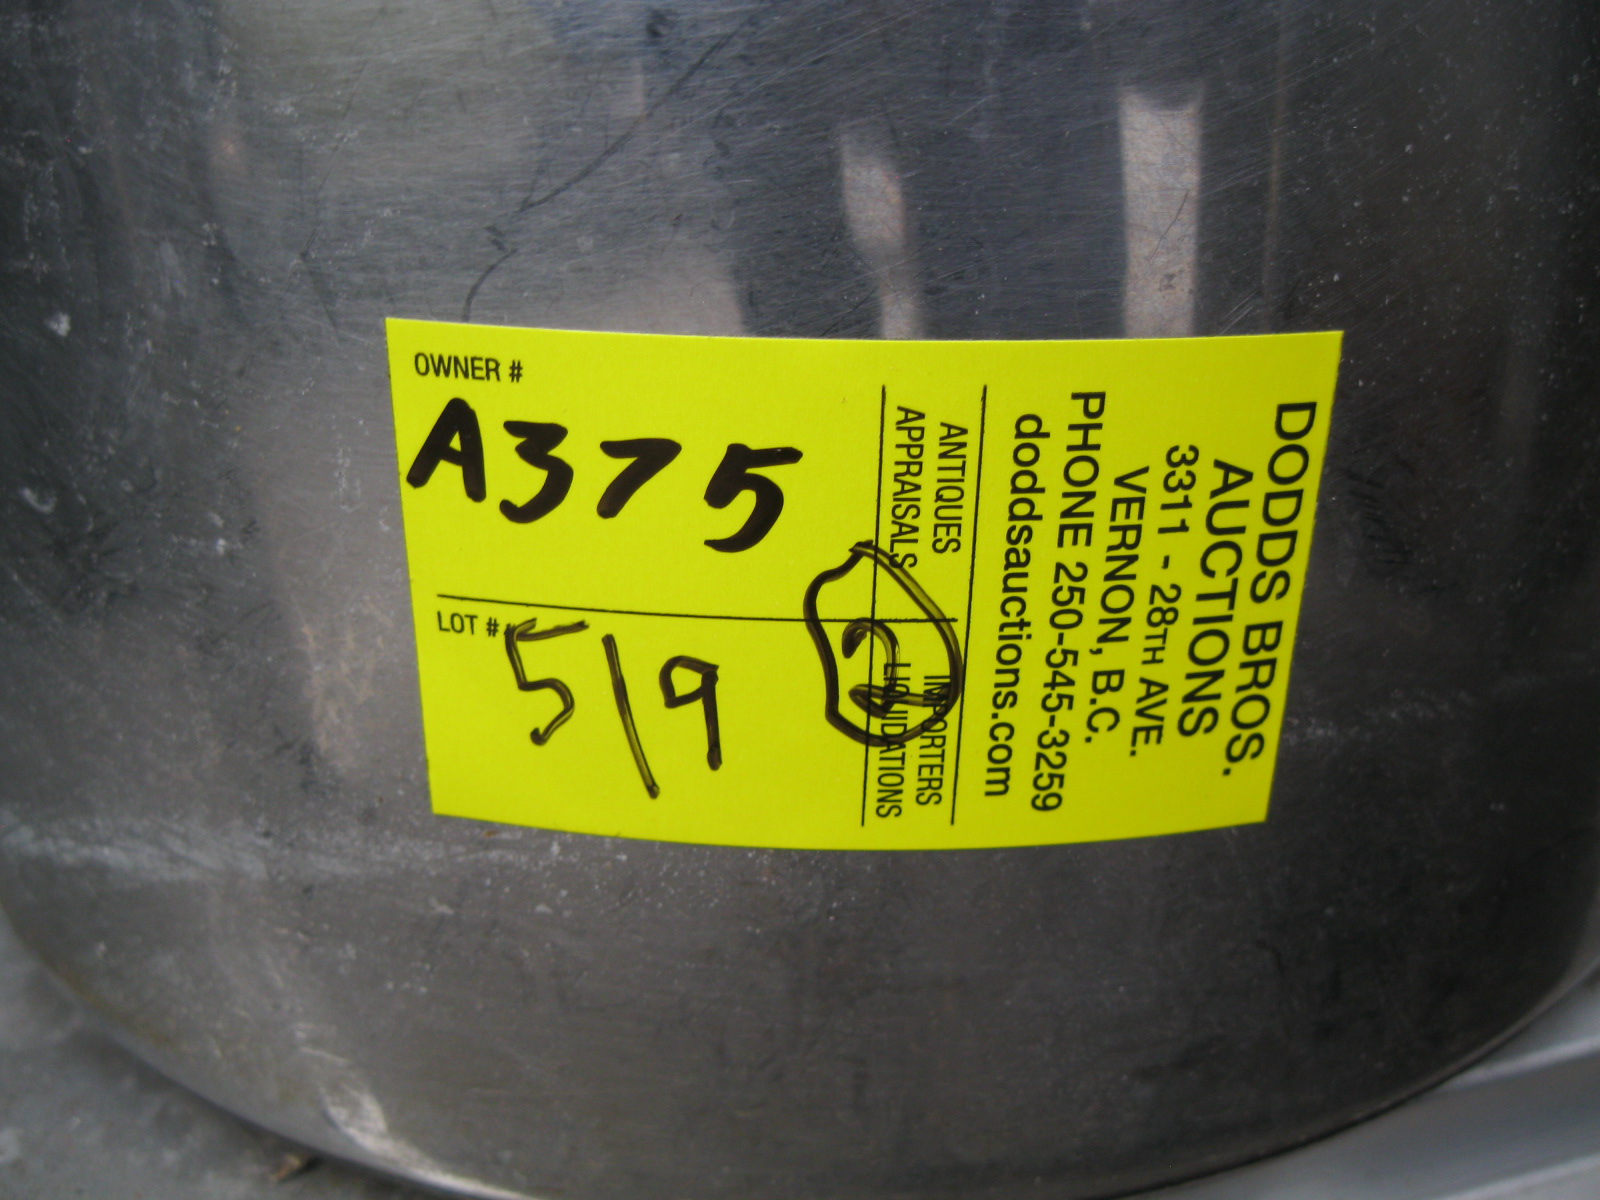 OWNER #
A375
LOT #
519
2
ANTIQUES
APPRAISALS
IMPORTERS
LIQUIDATIONS
DODDS BROS.
AUCTIONS
3311 - 28TH AVE.
VERNON, B.C.
PHONE 250-545-3259
doddsauctions.com